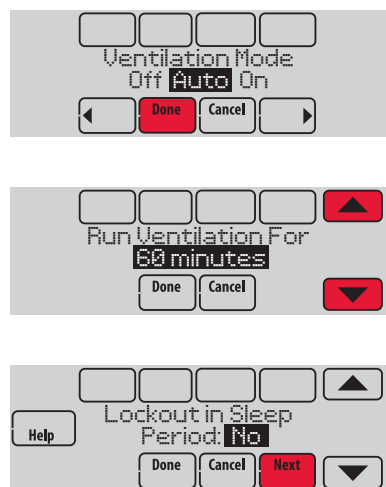 Ventilation Mode
Off Auto On
Done Cancel
Run Ventilation For
60 minutes
Done Cancel
Lockout in Sleep
Help Period: No
Done Cancel Next